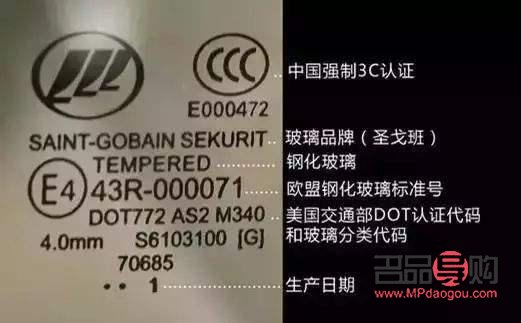 CCC
中国强制3C认证
E000472
SAINT-GOBAIN SEKURIT
玻璃品牌（圣戈班）
TEMPERED
钢化玻璃
E4 43R-000071
欧盟钢化玻璃标准号
DOT772 AS2 M340
美国交通部DOT认证代码
和玻璃分类代码
4.0mm S6103100 [G]
70685
•• 1
生产日期
名品导购
www.MPdaogou.com